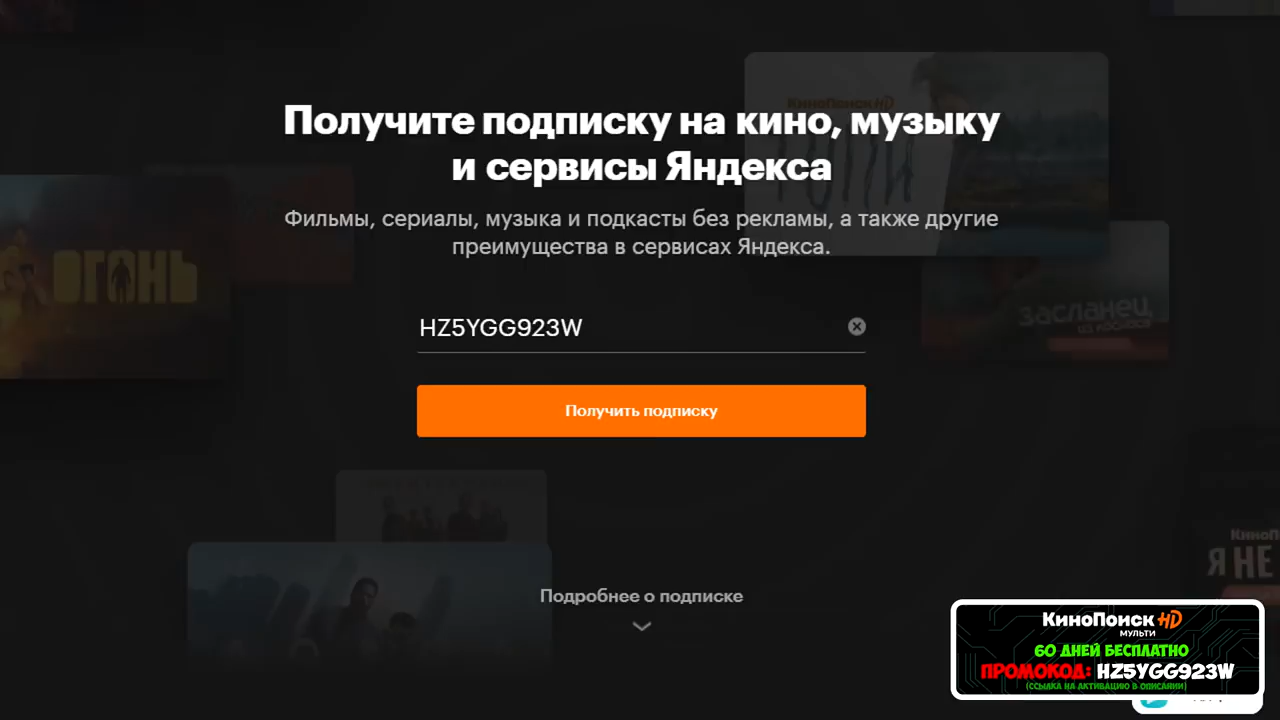 КиноПоиск HD
ТОПИ
Получите подписку на кино, музыку
и сервисы Яндекса
Фильмы, сериалы, музыка и подкасты без рекламы, а также другие
преимущества в сервисах Яндекса.
ОГОНЬ
засланец
из космоса
HZ5YGG923W
Получить подписку
Я НЕ
Подробнее о подписке
КиноПоиск HD
МУЛЬТИ
60 ДНЕЙ БЕСПЛАТНО
ПРОМОКОД: HZ5YGG923W
(ССЫЛКА НА АКТИВАЦИЮ В ОПИСАНИИ)